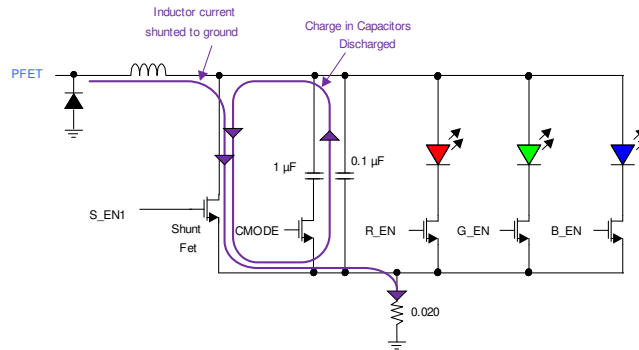 Inductor current
shunted to ground
Charge in Capacitors
Discharged
PFET
1 µF
0.1 µF
S_EN1
Shunt
Fet
CMODE
R_EN
G_EN
B_EN
0.020